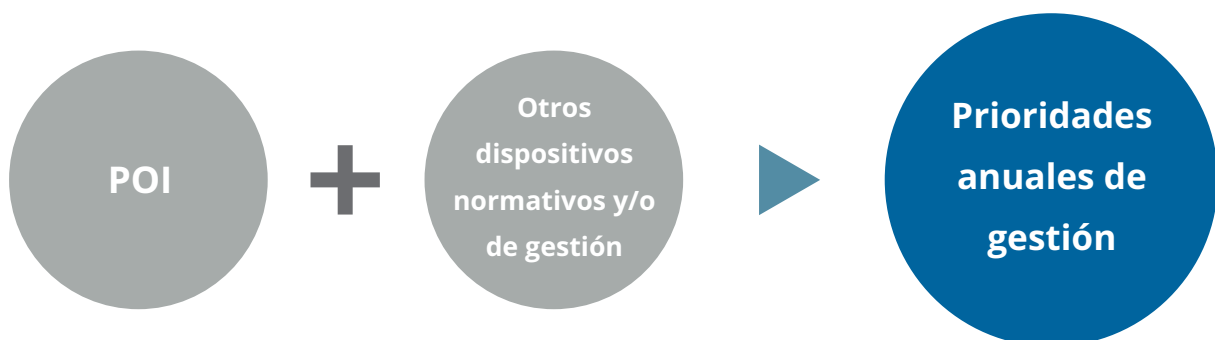 POI
Otros
dispositivos
normativos y/o
de gestión
Prioridades
anuales de
gestión